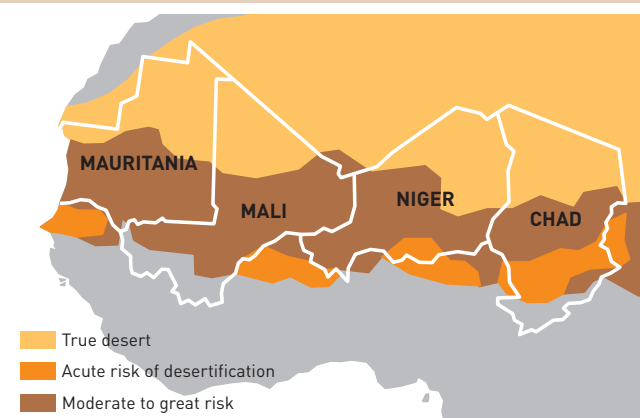 MAURITANIA
MALI
NIGER
CHAD
True desert
Acute risk of desertification
Moderate to great risk